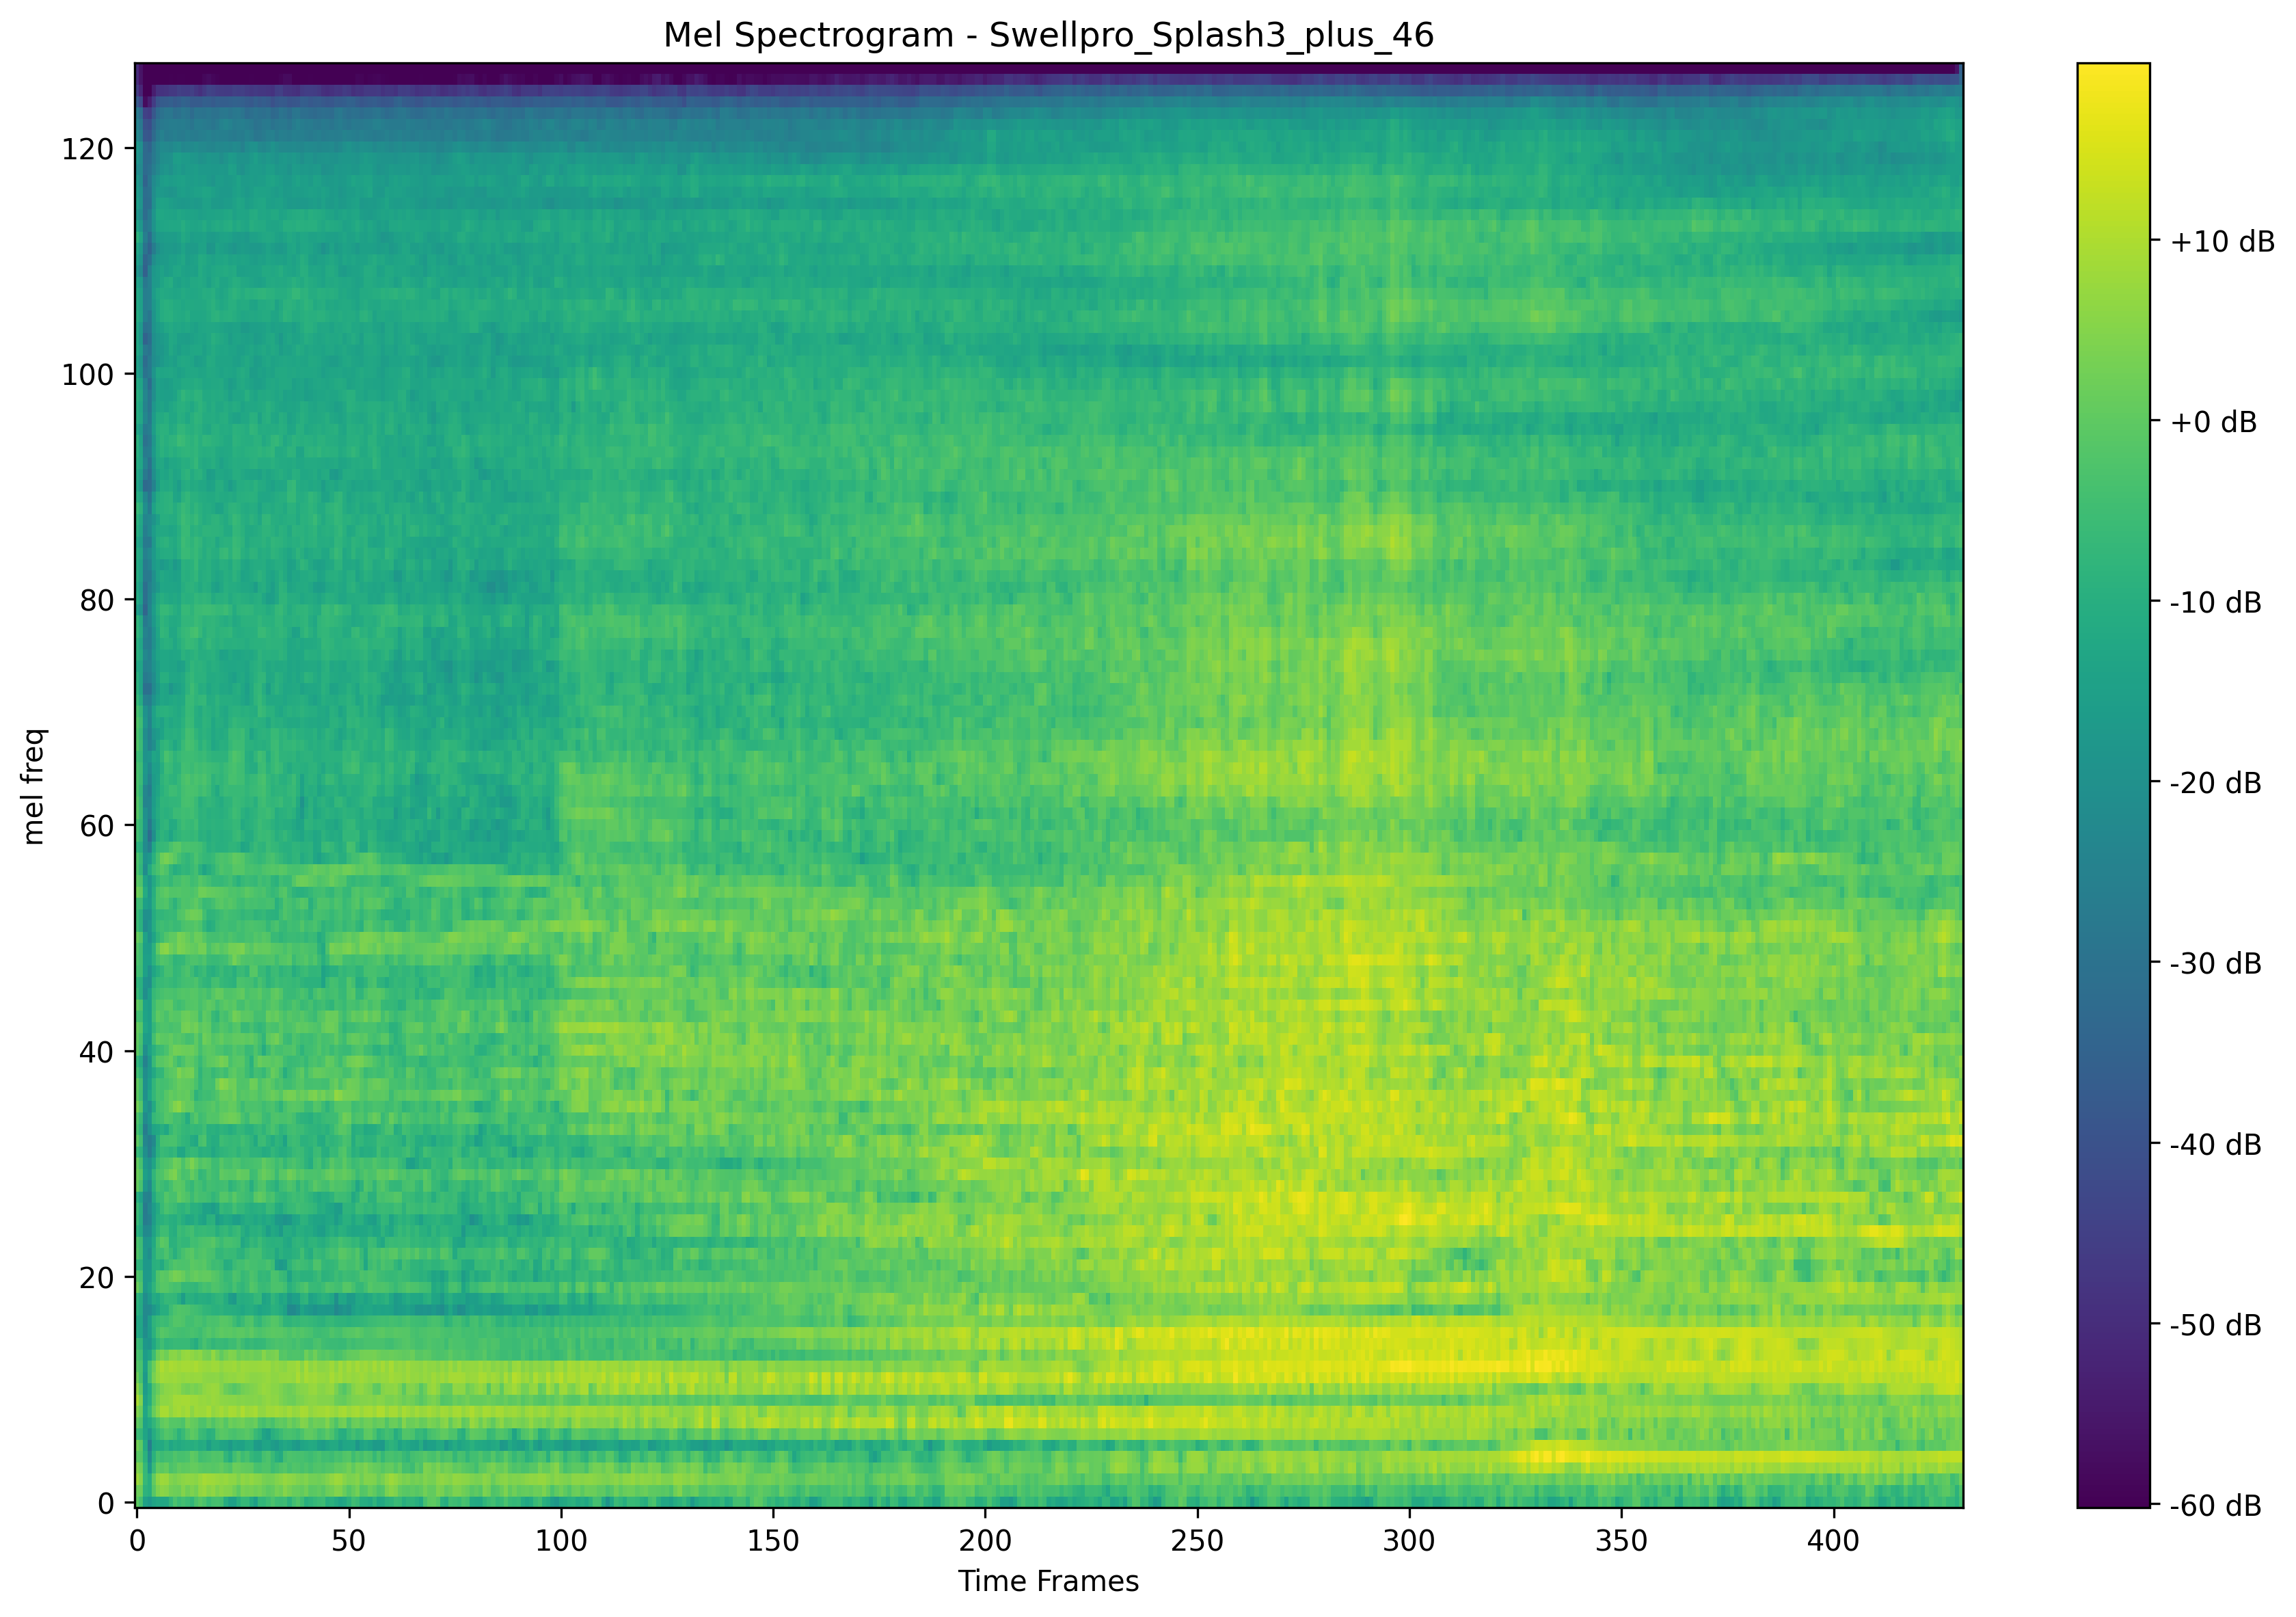 Mel Spectrogram - Swellpro_Splash3_plus_46
mel freq
120
100
80
60
40
20
0
0 50 100 150 200 250 300 350 400
Time Frames
+10 dB
+0 dB
-10 dB
-20 dB
-30 dB
-40 dB
-50 dB
-60 dB